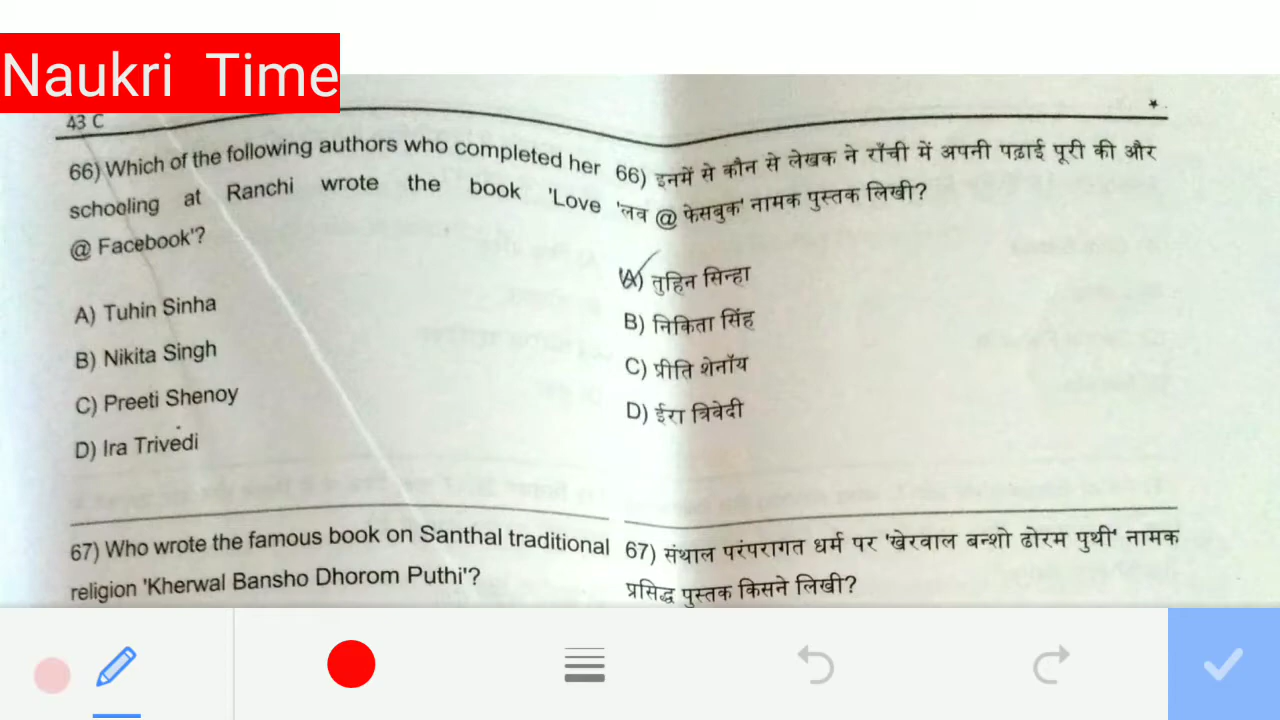 Naukri Time
43 C
*
66) Which of the following authors who completed her
schooling at Ranchi wrote the book 'Love
@ Facebook'?
A) Tuhin Sinha
B) Nikita Singh
C) Preeti Shenoy
D) Ira Trivedi
67) Who wrote the famous book on Santhal traditional
religion 'Kherwal Bansho Dhorom Puthi'?
66) इनमें से कौन से लेखक ने राँची में अपनी पढ़ाई पूरी की और
'लव @ फेसबुक' नामक पुस्तक लिखी?
A) तुहिन सिन्हा
B) निकिता सिंह
C) प्रीति शेनॉय
D) ईरा त्रिवेदी
67) संथाल परंपरागत धर्म पर 'खेरवाल बन्शो ढोरम पुथी' नामक
प्रसिद्ध पुस्तक किसने लिखी?